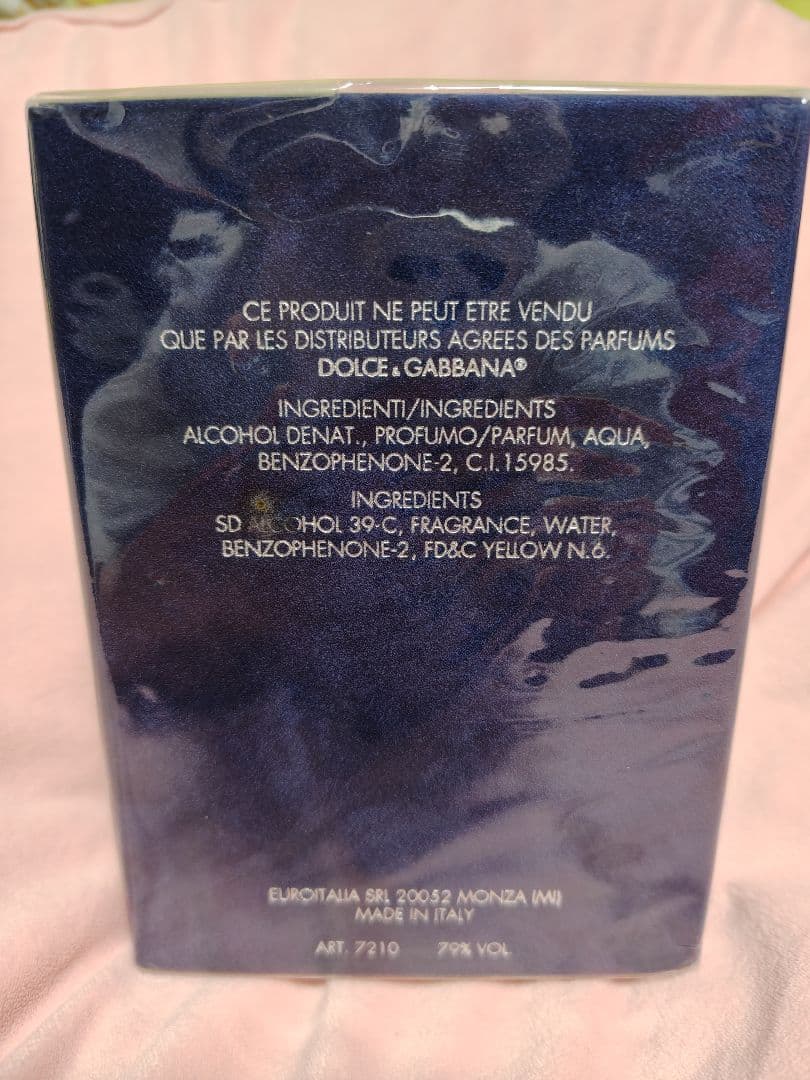 CE PRODUIT NE PEUT ETRE VENDU
QUE PAR LES DISTRIBUTEURS AGREES DES PARFUMS
DOLCE & GABBANA®
INGREDIENTI/INGREDIENTS
ALCOHOL DENAT., PROFUMO/PARFUM, AQUA,
BENZOPHENONE-2, C.I.15985.
INGREDIENTS
SD ALCOHOL 39-C, FRAGRANCE, WATER,
BENZOPHENONE-2, FD&C YELLOW N.6.
EUROITALIA SRL 20052 MONZA (MI)
MADE IN ITALY
ART. 7210 79% VOL